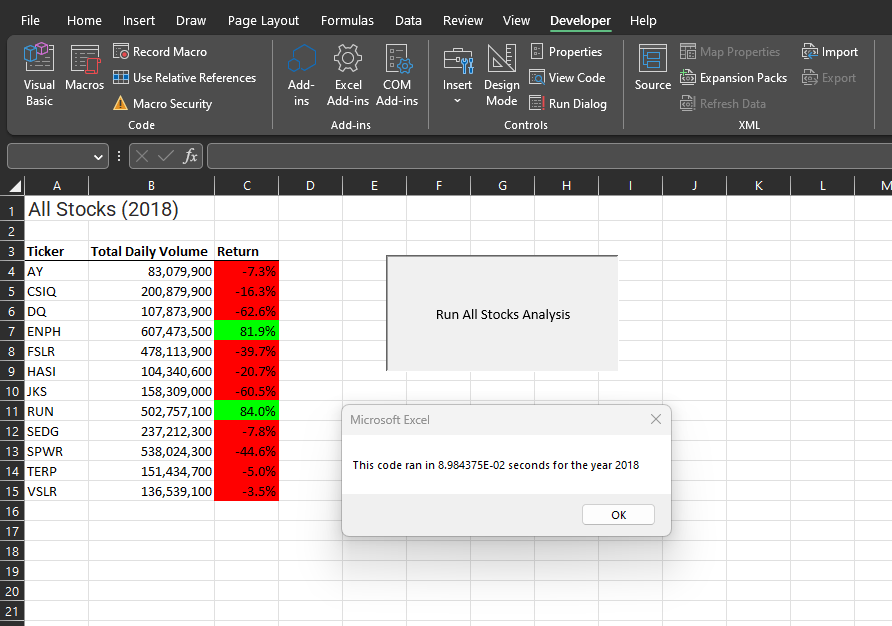 File Home Insert Draw Page Layout Formulas Data Review View Developer Help
Visual Basic
Macros
Record Macro
Use Relative References
Macro Security
Code
Add-ins
Excel Add-ins
COM Add-ins
Add-ins
Insert
Design Mode
Properties
View Code
Run Dialog
Controls
Source
Map Properties
Expansion Packs
Refresh Data
Import
Export
XML
fx
A B C D E F G H I J K L M
1 All Stocks (2018)
2
3 Ticker Total Daily Volume Return
4 AY 83,079,900 -7.3%
5 CSIQ 200,879,900 -16.3%
6 DQ 107,873,900 -62.6%
7 ENPH 607,473,500 81.9%
8 FSLR 478,113,900 -39.7%
9 HASI 104,340,600 -20.7%
10 JKS 158,309,000 -60.5%
11 RUN 502,757,100 84.0%
12 SEDG 237,212,300 -7.8%
13 SPWR 538,024,300 -44.6%
14 TERP 151,434,700 -5.0%
15 VSLR 136,539,100 -3.5%
16
17
18
19
20
21
Run All Stocks Analysis
Microsoft Excel
This code ran in 8.984375E-02 seconds for the year 2018
OK